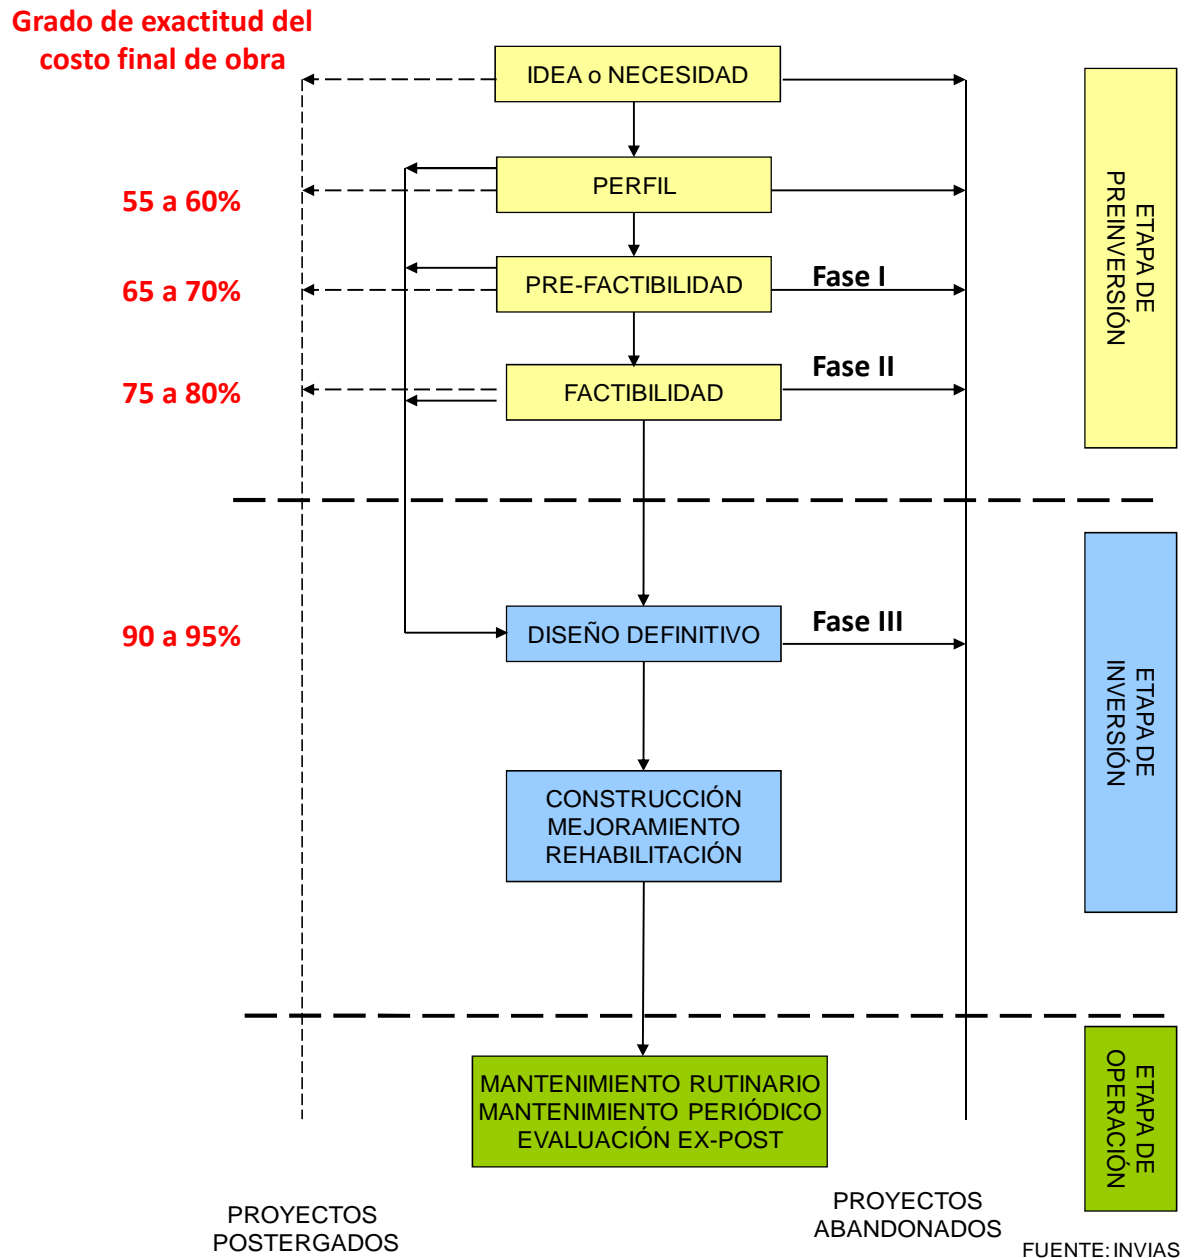 Grado de exactitud del
costo final de obra
IDEA o NECESIDAD
PERFIL
55 a 60%
PRE-FACTIBILIDAD
Fase I
65 a 70%
FACTIBILIDAD
Fase II
75 a 80%
ETAPA DE
PREINVERSIÓN
DISEÑO DEFINITIVO
Fase III
90 a 95%
CONSTRUCCIÓN
MEJORAMIENTO
REHABILITACIÓN
ETAPA DE
INVERSIÓN
MANTENIMIENTO RUTINARIO
MANTENIMIENTO PERIÓDICO
EVALUACIÓN EX-POST
ETAPA DE
OPERACIÓN
PROYECTOS
POSTERGADOS
PROYECTOS
ABANDONADOS
FUENTE: INVIAS